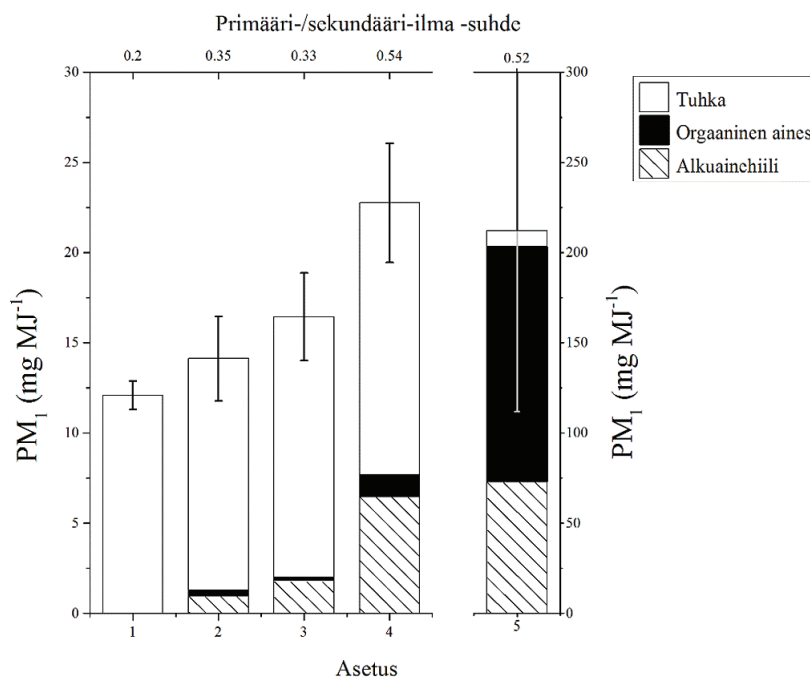 Primääri-/sekundääri-ilma -suhde
0.2 0.35 0.33 0.54 0.52
30 300
25 250
20 200
15 150
10 100
5 50
0 0
PM₁ (mg MJ⁻¹)
PM₁ (mg MJ⁻¹)
1 2 3 4 5
Asetus
Tuhka
Orgaaninen aines
Alkuainehiili